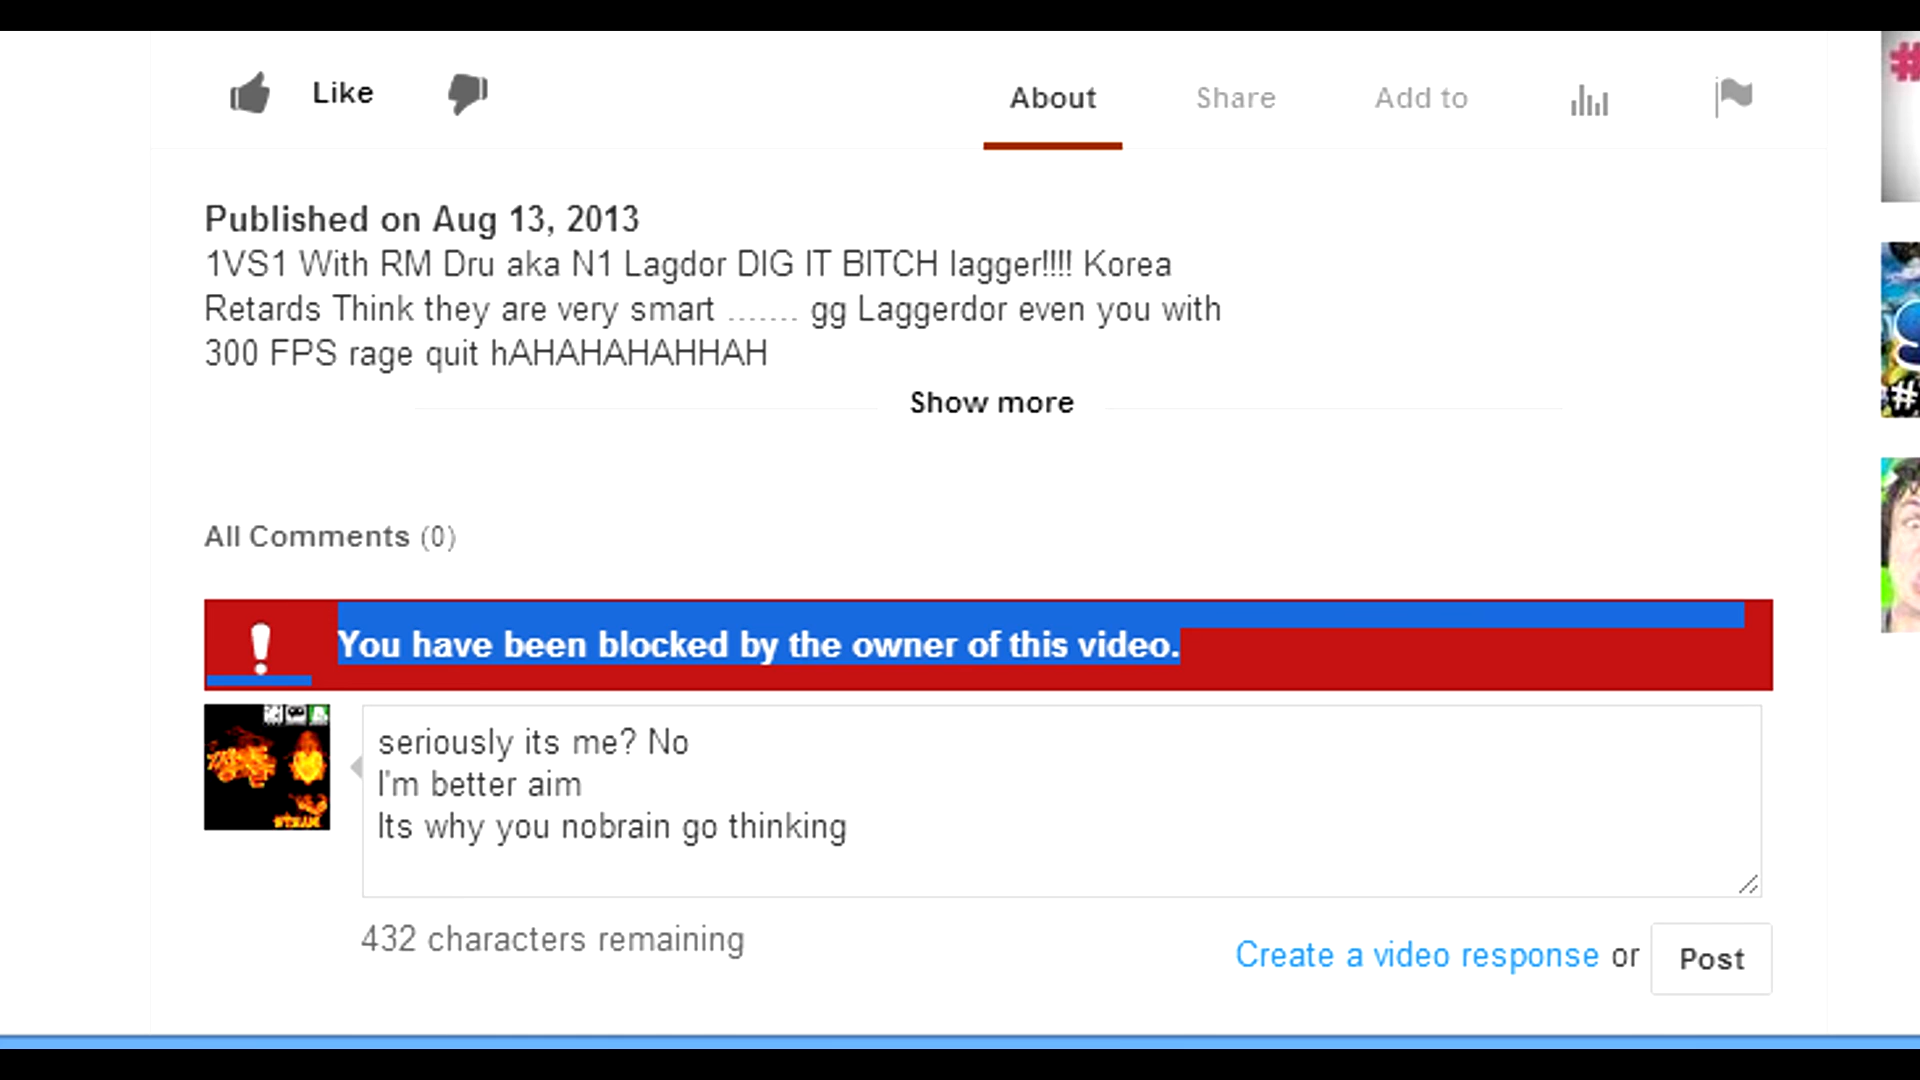 Like
About
Share
Add to
Published on Aug 13, 2013
1VS1 With RM Dru aka N1 Lagdor DIG IT BITCH lagger!!!! Korea
Retards Think they are very smart ....... gg Laggerdor even you with
300 FPS rage quit hAHAHAHAHHAH
Show more
All Comments (0)
You have been blocked by the owner of this video.
seriously its me? No
I'm better aim
Its why you nobrain go thinking
432 characters remaining
Create a video response or
Post
#
#